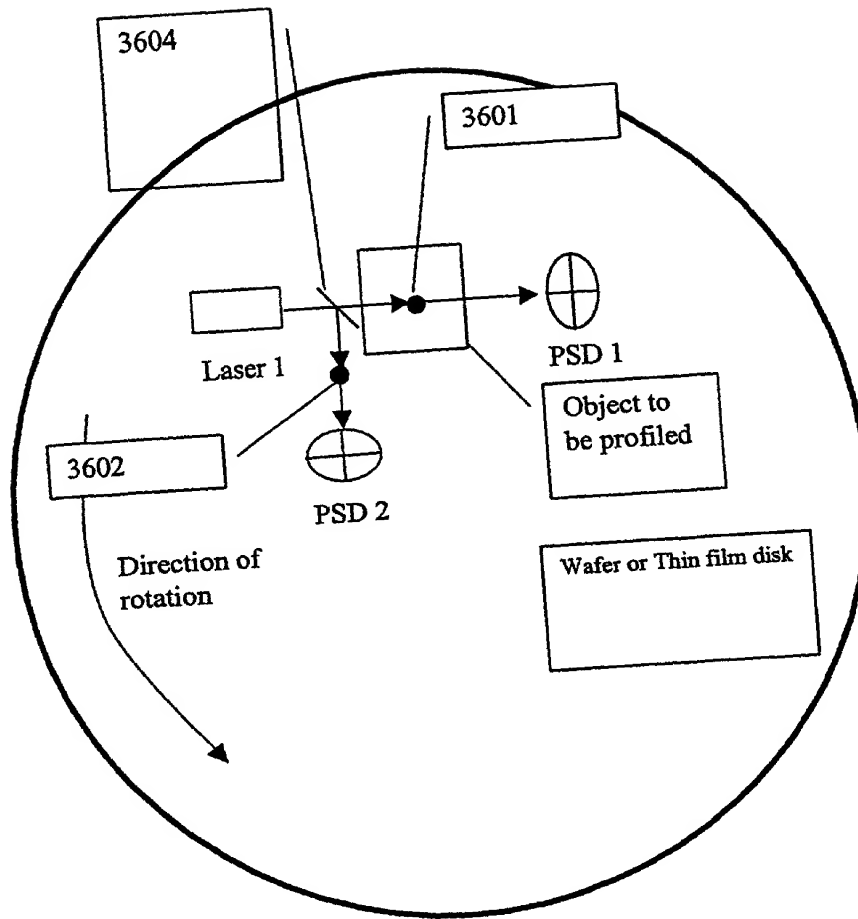 3604
3601
Laser 1
PSD 1
Object to
be profiled
3602
PSD 2
Direction of
rotation
Wafer or Thin film disk